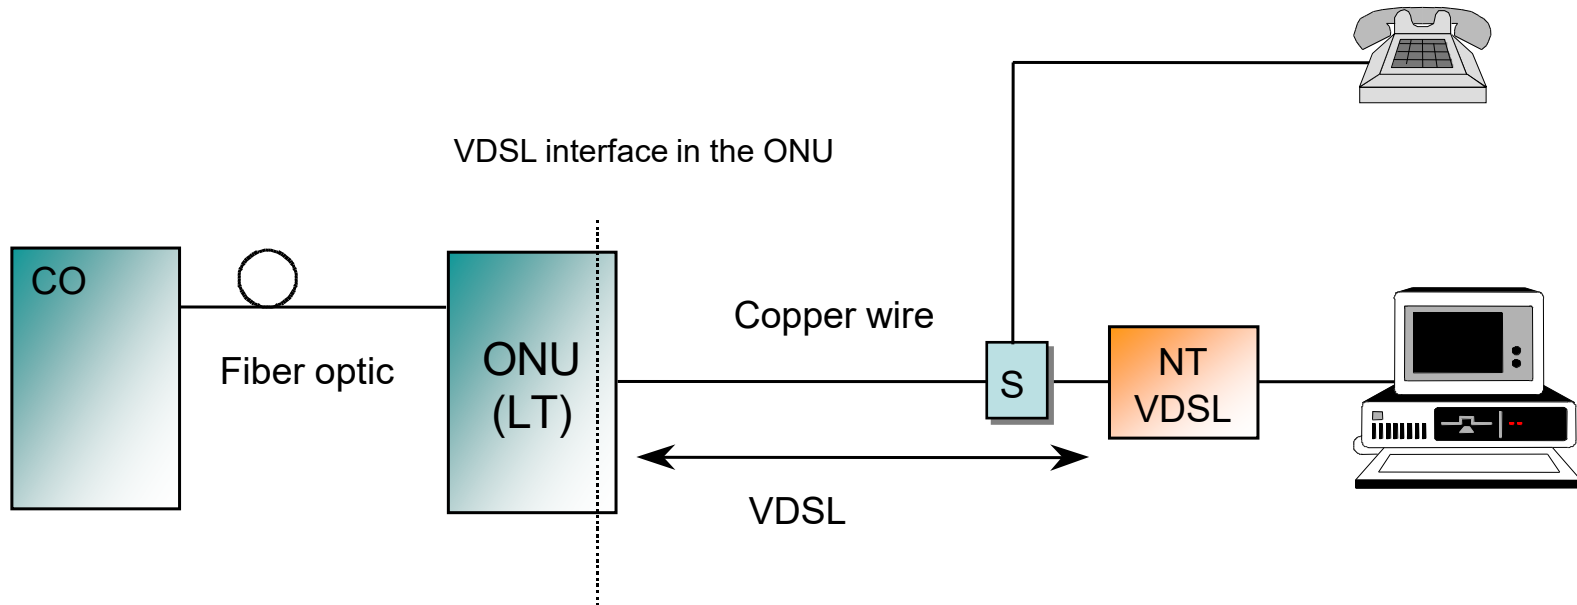 VDSL interface in the ONU
CO
Fiber optic
ONU
(LT)
Copper wire
S
NT
VDSL
VDSL